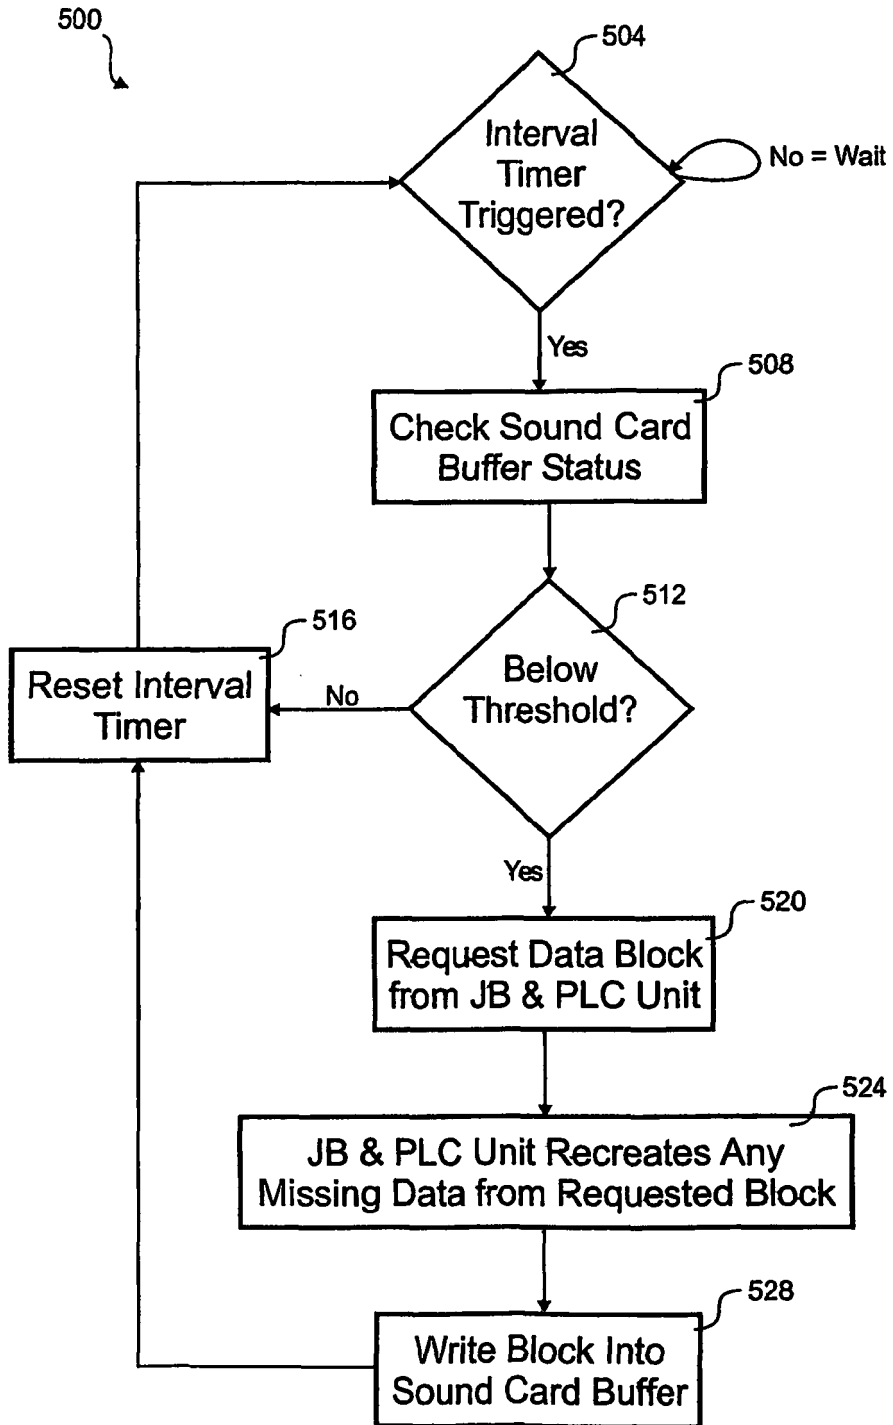 500
504
Interval
Timer
Triggered?
No = Wait
Yes
508
Check Sound Card
Buffer Status
512
Below
Threshold?
516
Reset Interval
Timer
No
Yes
520
Request Data Block
from JB & PLC Unit
524
JB & PLC Unit Recreates Any
Missing Data from Requested Block
528
Write Block Into
Sound Card Buffer